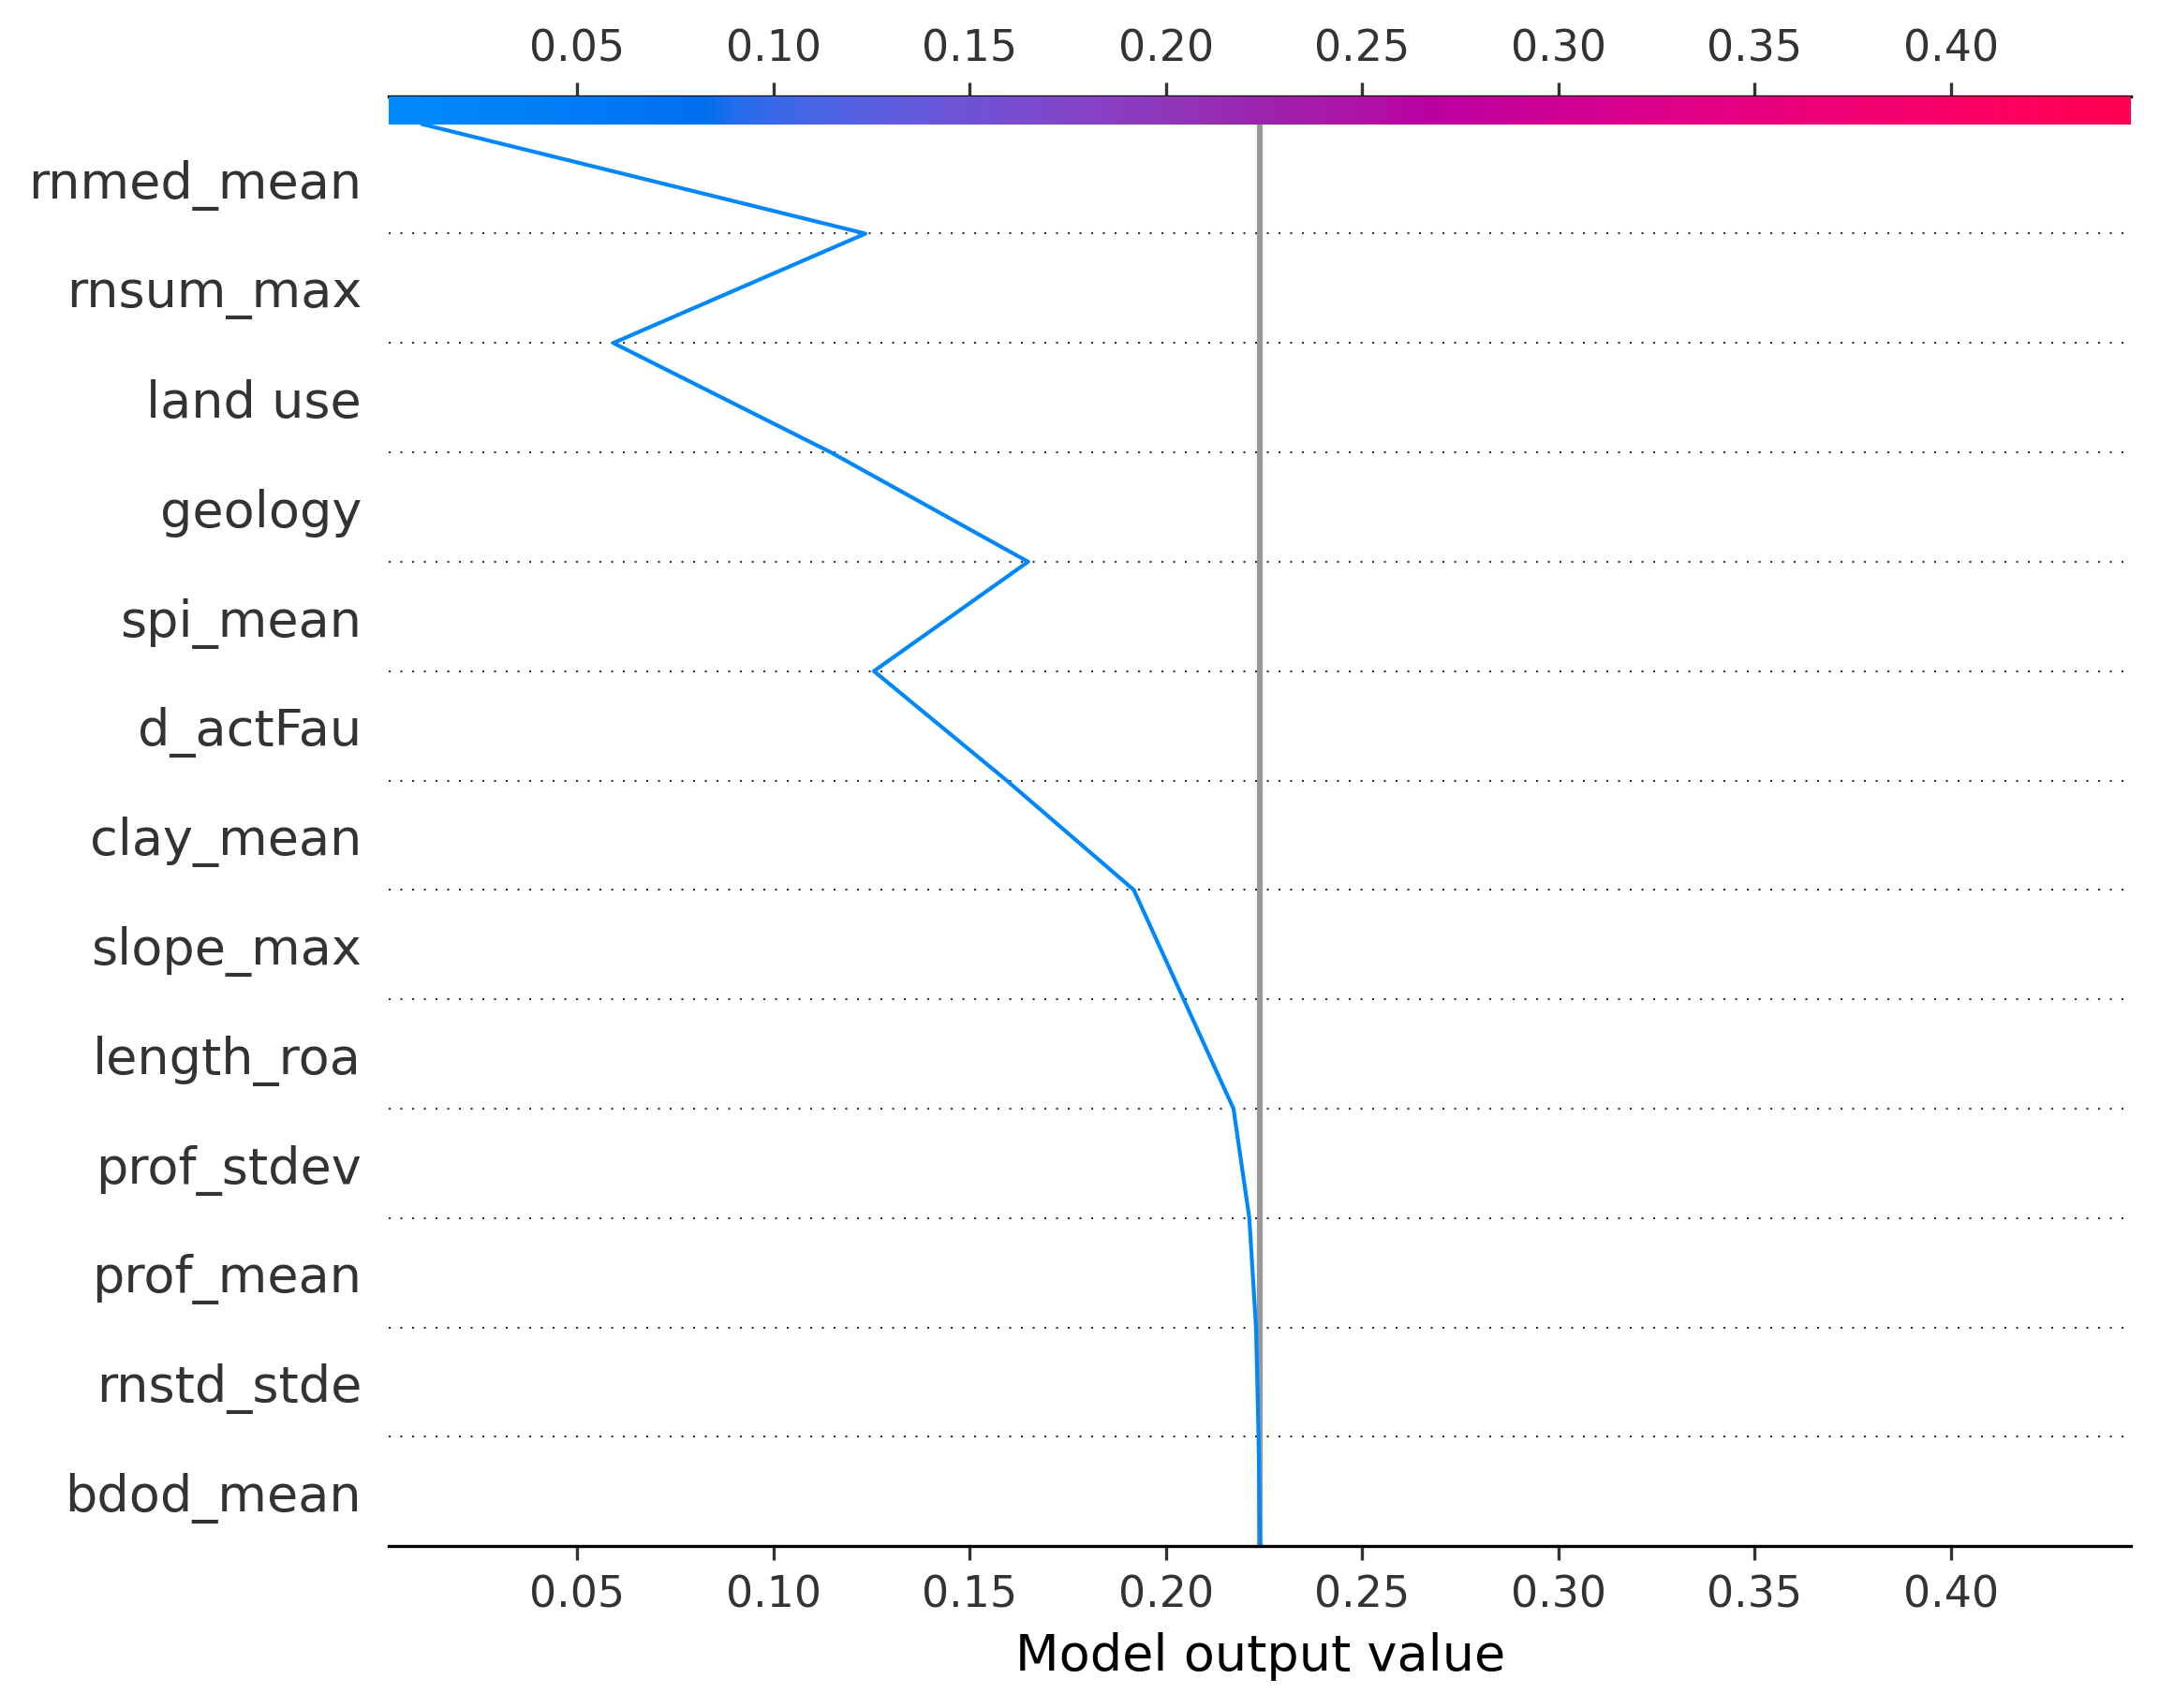 0.05 0.10 0.15 0.20 0.25 0.30 0.35 0.40
rnmed_mean
rnsum_max
land use
geology
spi_mean
d_actFau
clay_mean
slope_max
length_roa
prof_stdev
prof_mean
rnstd_stde
bdod_mean
0.05 0.10 0.15 0.20 0.25 0.30 0.35 0.40
Model output value